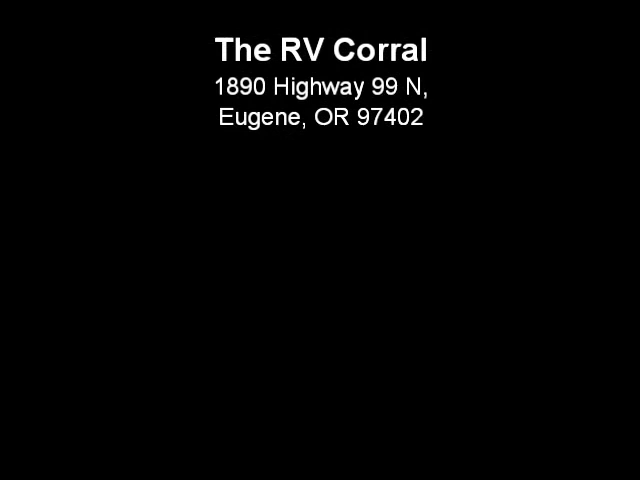 The RV Corral
1890 Highway 99 N,
Eugene, OR 97402